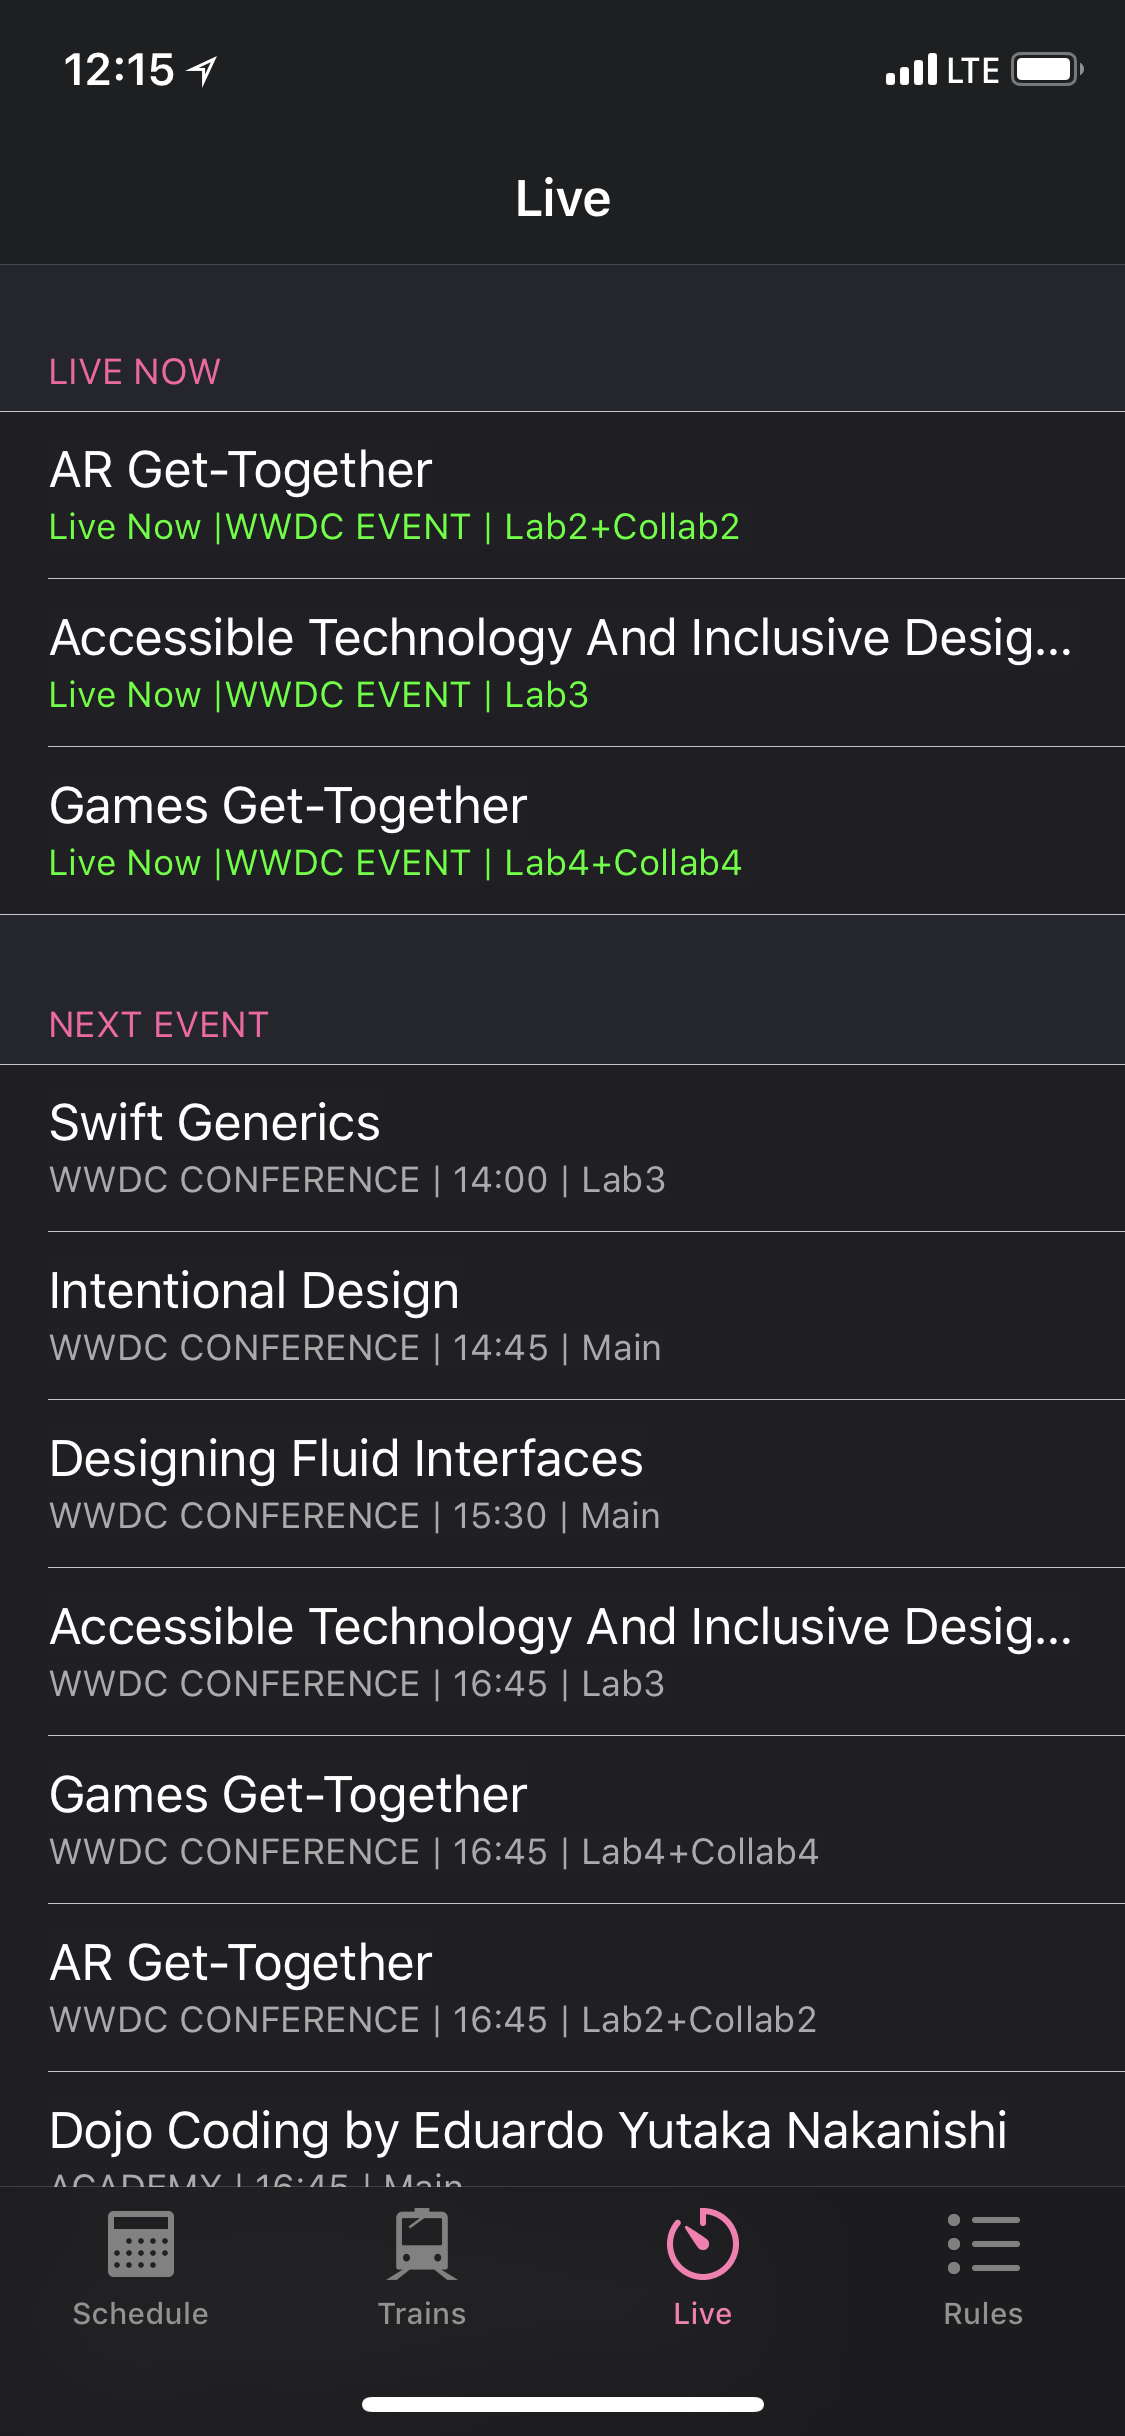 12:15
LTE
Live
LIVE NOW
AR Get-Together
Live Now |WWDC EVENT | Lab2+Collab2
Accessible Technology And Inclusive Desig...
Live Now |WWDC EVENT | Lab3
Games Get-Together
Live Now |WWDC EVENT | Lab4+Collab4
NEXT EVENT
Swift Generics
WWDC CONFERENCE | 14:00 | Lab3
Intentional Design
WWDC CONFERENCE | 14:45 | Main
Designing Fluid Interfaces
WWDC CONFERENCE | 15:30 | Main
Accessible Technology And Inclusive Desig...
WWDC CONFERENCE | 16:45 | Lab3
Games Get-Together
WWDC CONFERENCE | 16:45 | Lab4+Collab4
AR Get-Together
WWDC CONFERENCE | 16:45 | Lab2+Collab2
Dojo Coding by Eduardo Yutaka Nakanishi
ACADEMY | 16:45 | Main
Schedule
Trains
Live
Rules